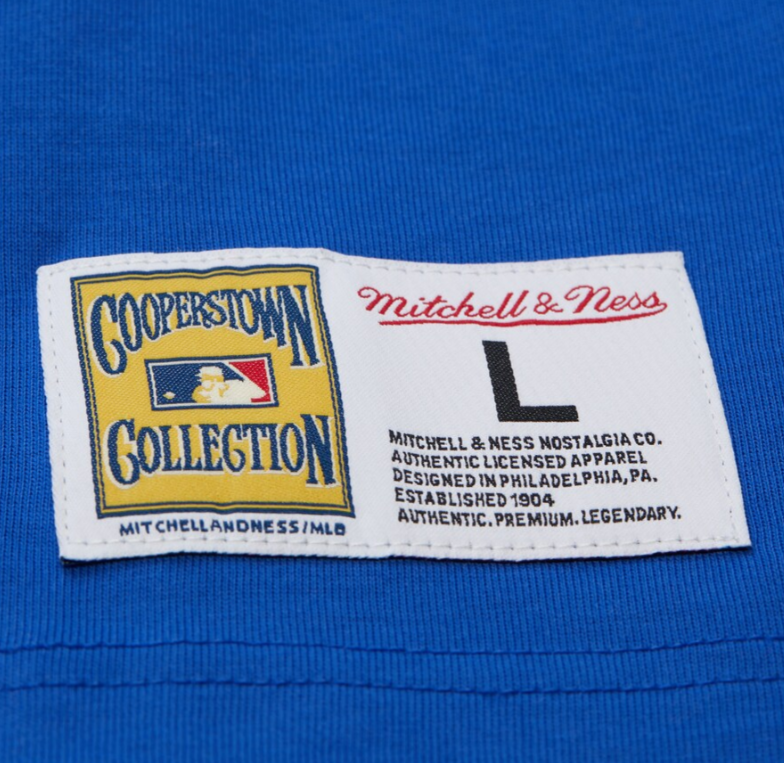 COOPERSTOWN
COLLECTION
MITCHELLANDNESS/MLB
Mitchell & Ness
L
MITCHELL & NESS NOSTALGIA CO.
AUTHENTIC LICENSED APPAREL
DESIGNED IN PHILADELPHIA, PA.
ESTABLISHED 1904
AUTHENTIC. PREMIUM. LEGENDARY.